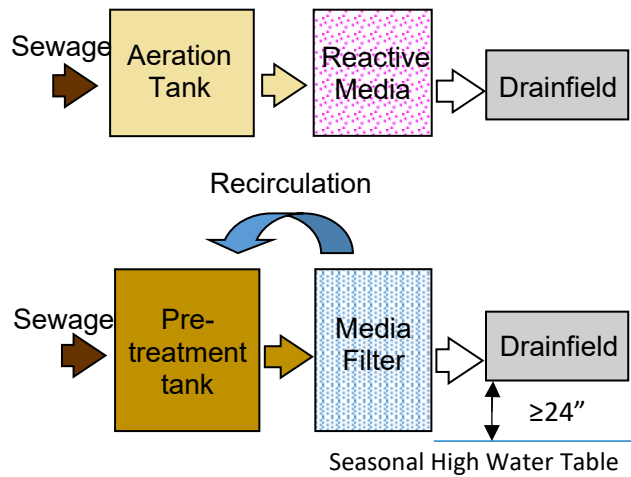 Sewage
Aeration
Tank
Reactive
Media
Drainfield
Recirculation
Sewage
Pre-
treatment
tank
Media
Filter
Drainfield
≥24”
Seasonal High Water Table